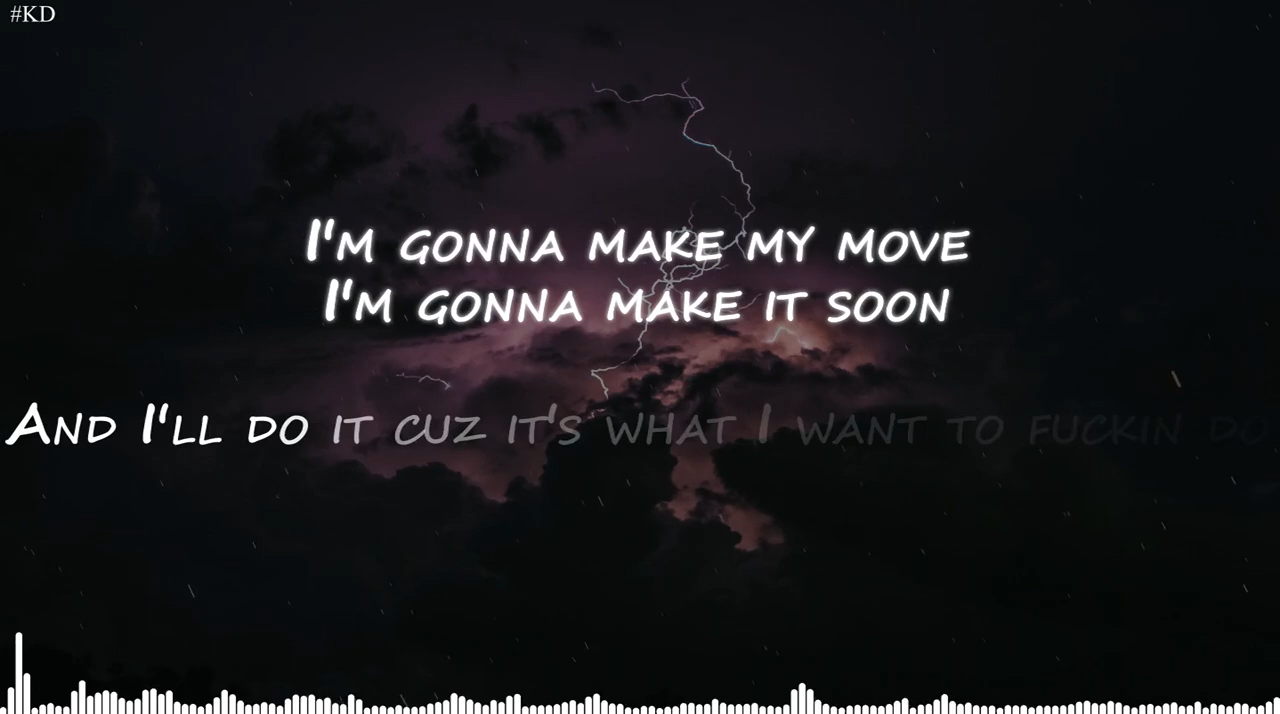 #KD
I'm gonna make my move
I'm gonna make it soon
And I'll do it cuz it's what I want to fuckin do